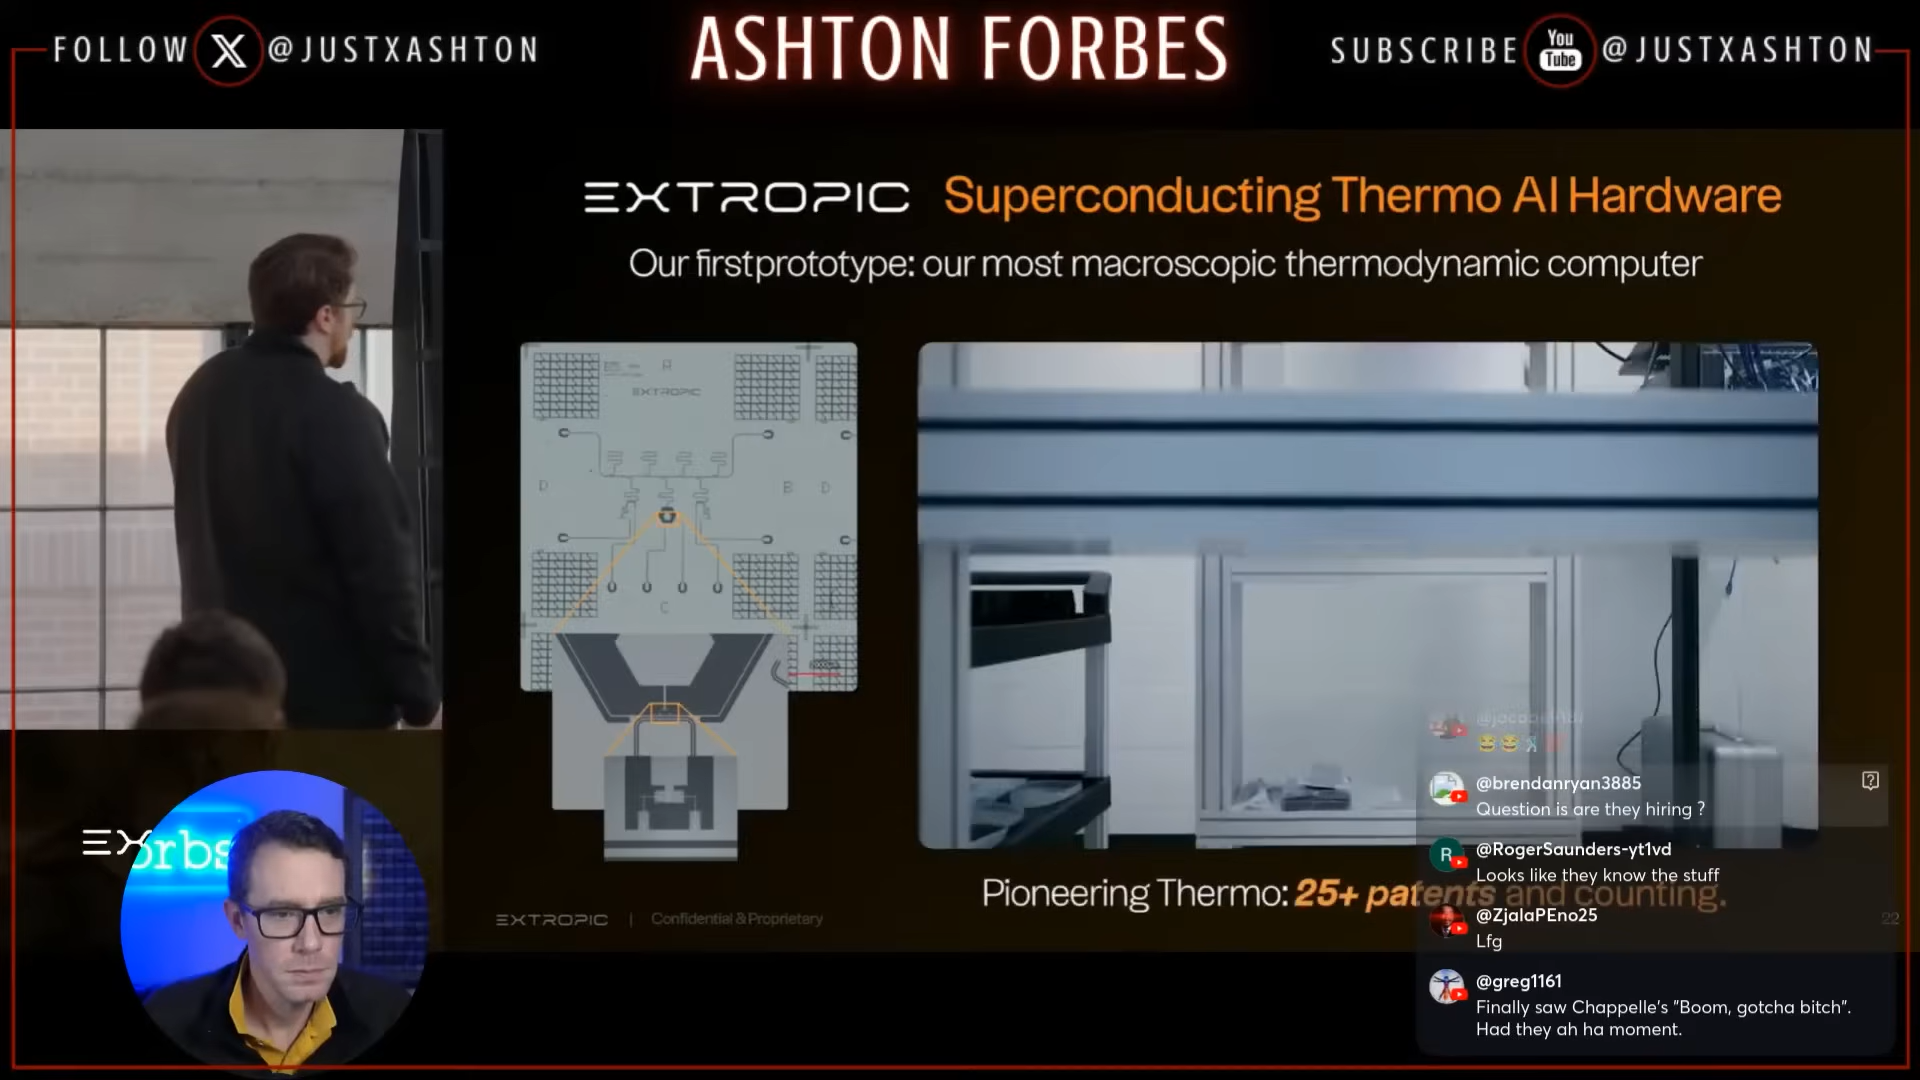 FOLLOW X @JUSTXASHTON
ASHTON FORBES
SUBSCRIBE You Tube @JUSTXASHTON
EXTROPIC Superconducting Thermo AI Hardware
Our firstprototype: our most macroscopic thermodynamic computer
A
EXTROPIC
D
B
D
C
Pioneering Thermo: 25+ patents and counting.
EXTROPIC | Confidential & Proprietary
22
EX
orbs
@brendanryan3885
Question is are they hiring ?
R
@RogerSaunders-yt1vd
Looks like they know the stuff
@ZjalaPEno25
Lfg
@greg1161
Finally saw Chappelle's "Boom, gotcha bitch".
Had they ah ha moment.